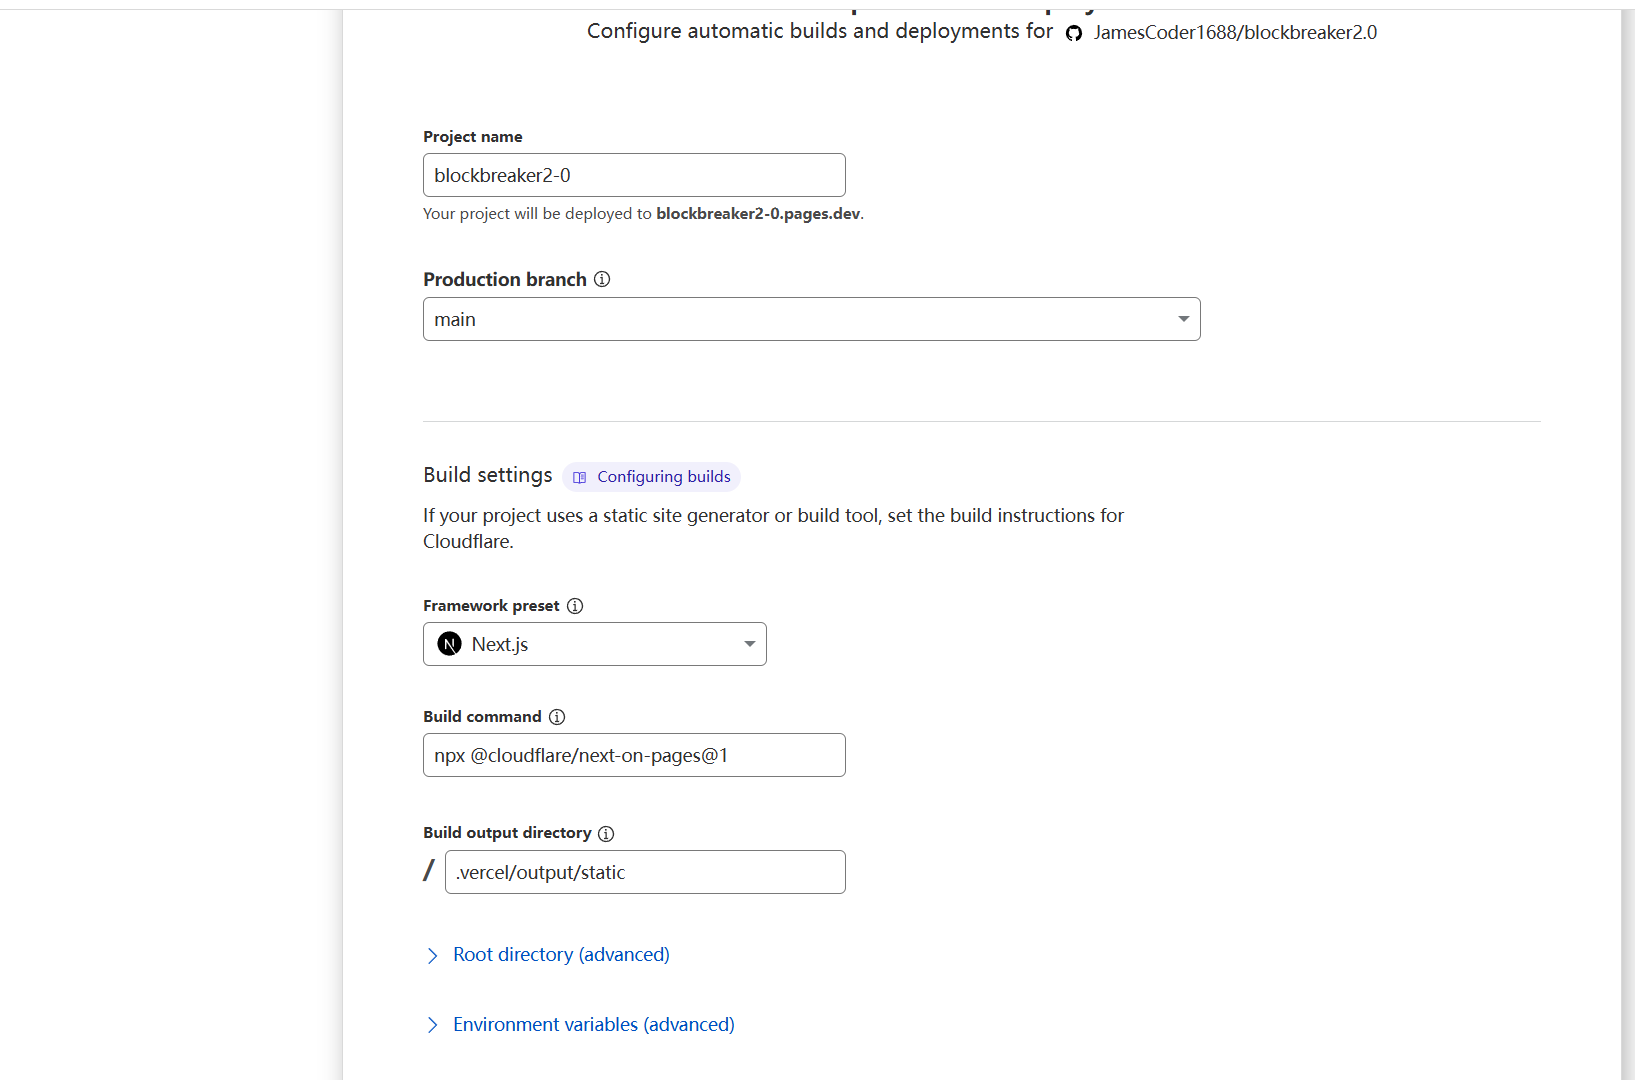 Configure automatic builds and deployments for JamesCoder1688/blockbreaker2.0
Project name
blockbreaker2-0
Your project will be deployed to blockbreaker2-0.pages.dev.
Production branch
main
Build settings
Configuring builds
If your project uses a static site generator or build tool, set the build instructions for
Cloudflare.
Framework preset
Next.js
Build command
npx @cloudflare/next-on-pages@1
Build output directory
/ .vercel/output/static
Root directory (advanced)
Environment variables (advanced)